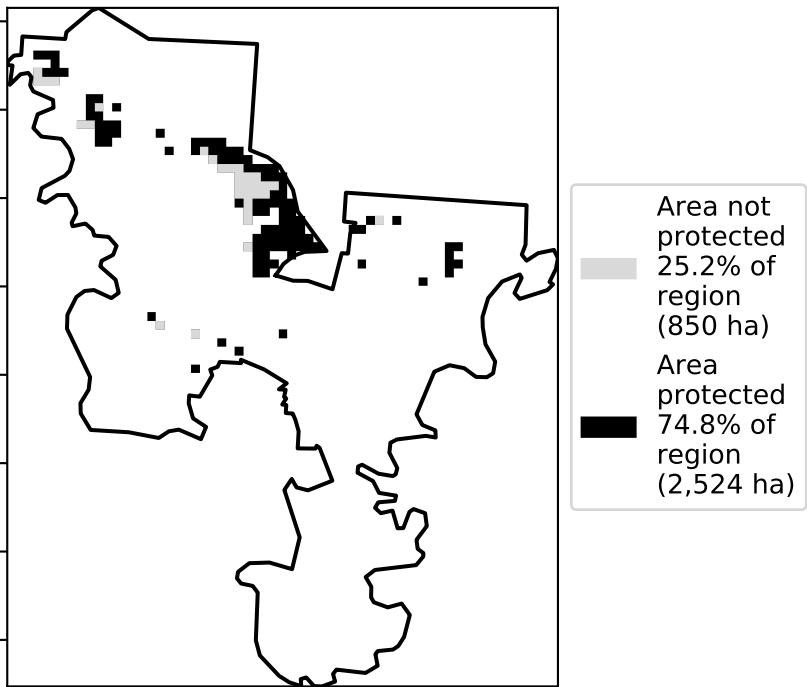 Area not
protected
25.2% of
region
(850 ha)
Area
protected
74.8% of
region
(2,524 ha)